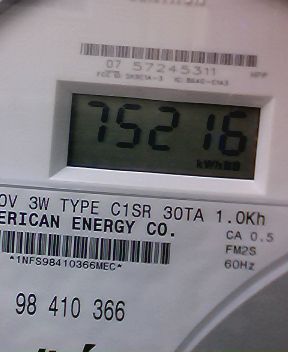 07 57245311
75216
kWh
0V 3W TYPE C1SR 30TA 1.0Kh
ERICAN ENERGY CO.
CA 0.5
FM2S
*1NFS98410366MEC*
60Hz
98 410 366